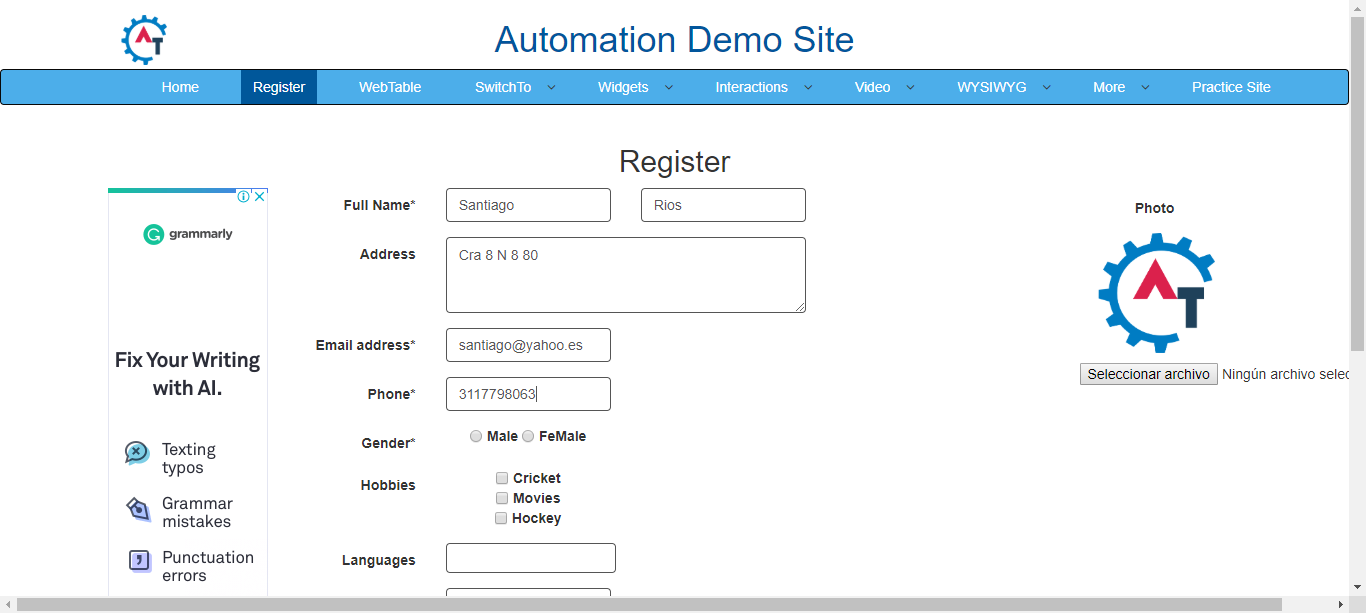 AT
Automation Demo Site
Home Register WebTable SwitchTo Widgets Interactions Video WYSIWYG More Practice Site
Register
grammarly
Fix Your Writing
with AI.
Texting
typos
Grammar
mistakes
Punctuation
errors
Full Name* Santiago Rios
Address Cra 8 N 8 80
Email address* santiago@yahoo.es
Phone* 3117798063
Gender* Male FeMale
Hobbies Cricket
Movies
Hockey
Languages
Photo
AT
Seleccionar archivo Ningún archivo selec